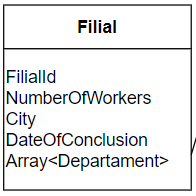 Filial
FilialId
NumberOfWorkers
City
DateOfConclusion
Array<Departament>